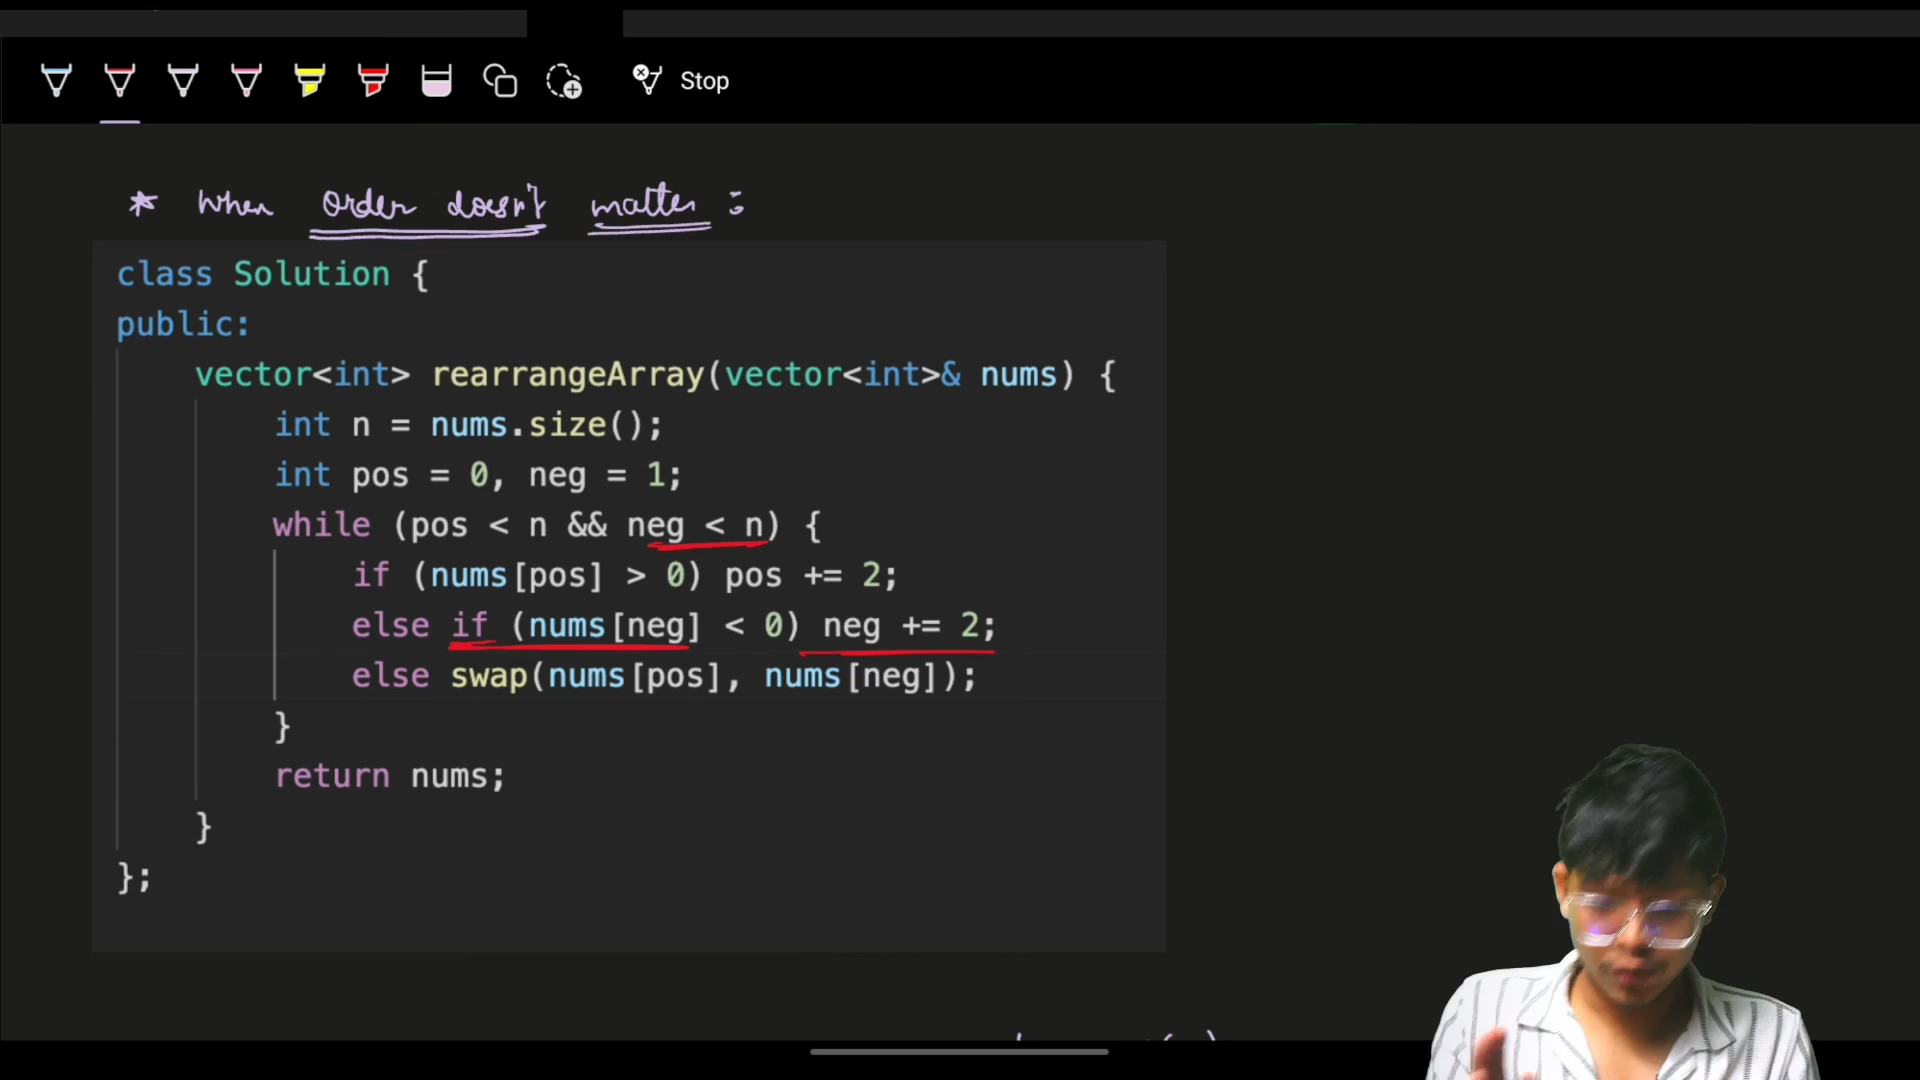 Stop
* When order doesn't matter :
class Solution {
public:
vector<int> rearrangeArray(vector<int>& nums) {
int n = nums.size();
int pos = 0, neg = 1;
while (pos < n && neg < n) {
if (nums[pos] > 0) pos += 2;
else if (nums[neg] < 0) neg += 2;
else swap(nums[pos], nums[neg]);
}
return nums;
}
};